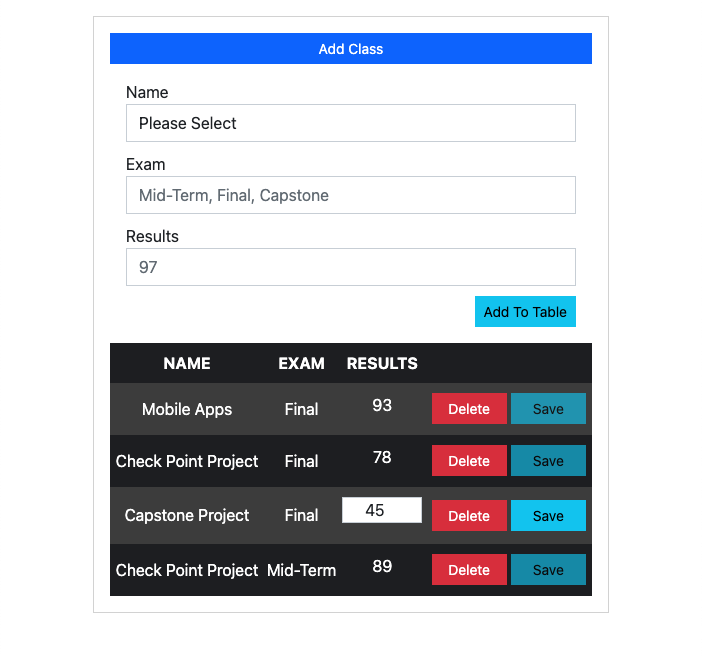 Add Class
Name
Please Select
Exam
Mid-Term, Final, Capstone
Results
97
Add To Table
NAME EXAM RESULTS
Mobile Apps Final 93 Delete Save
Check Point Project Final 78 Delete Save
Capstone Project Final 45 Delete Save
Check Point Project Mid-Term 89 Delete Save